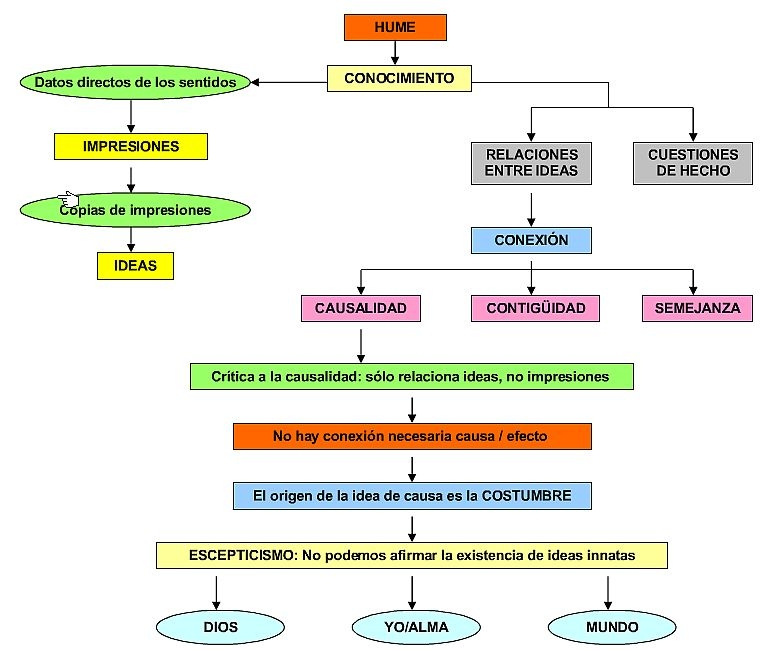 HUME
CONOCIMIENTO
Datos directos de los sentidos
IMPRESIONES
Copias de impresiones
IDEAS
RELACIONES
ENTRE IDEAS
CUESTIONES
DE HECHO
CONEXIÓN
CAUSALIDAD
CONTIGÜIDAD
SEMEJANZA
Crítica a la causalidad: sólo relaciona ideas, no impresiones
No hay conexión necesaria causa / efecto
El origen de la idea de causa es la COSTUMBRE
ESCEPTICISMO: No podemos afirmar la existencia de ideas innatas
DIOS
YO/ALMA
MUNDO